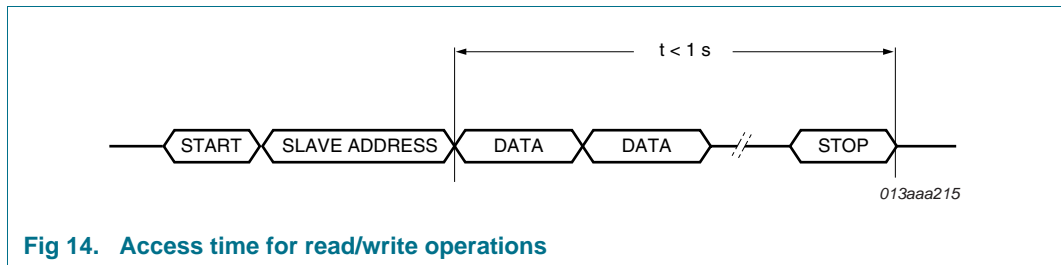 t < 1 s
START SLAVE ADDRESS DATA DATA STOP
013aaa215
Fig 14. Access time for read/write operations